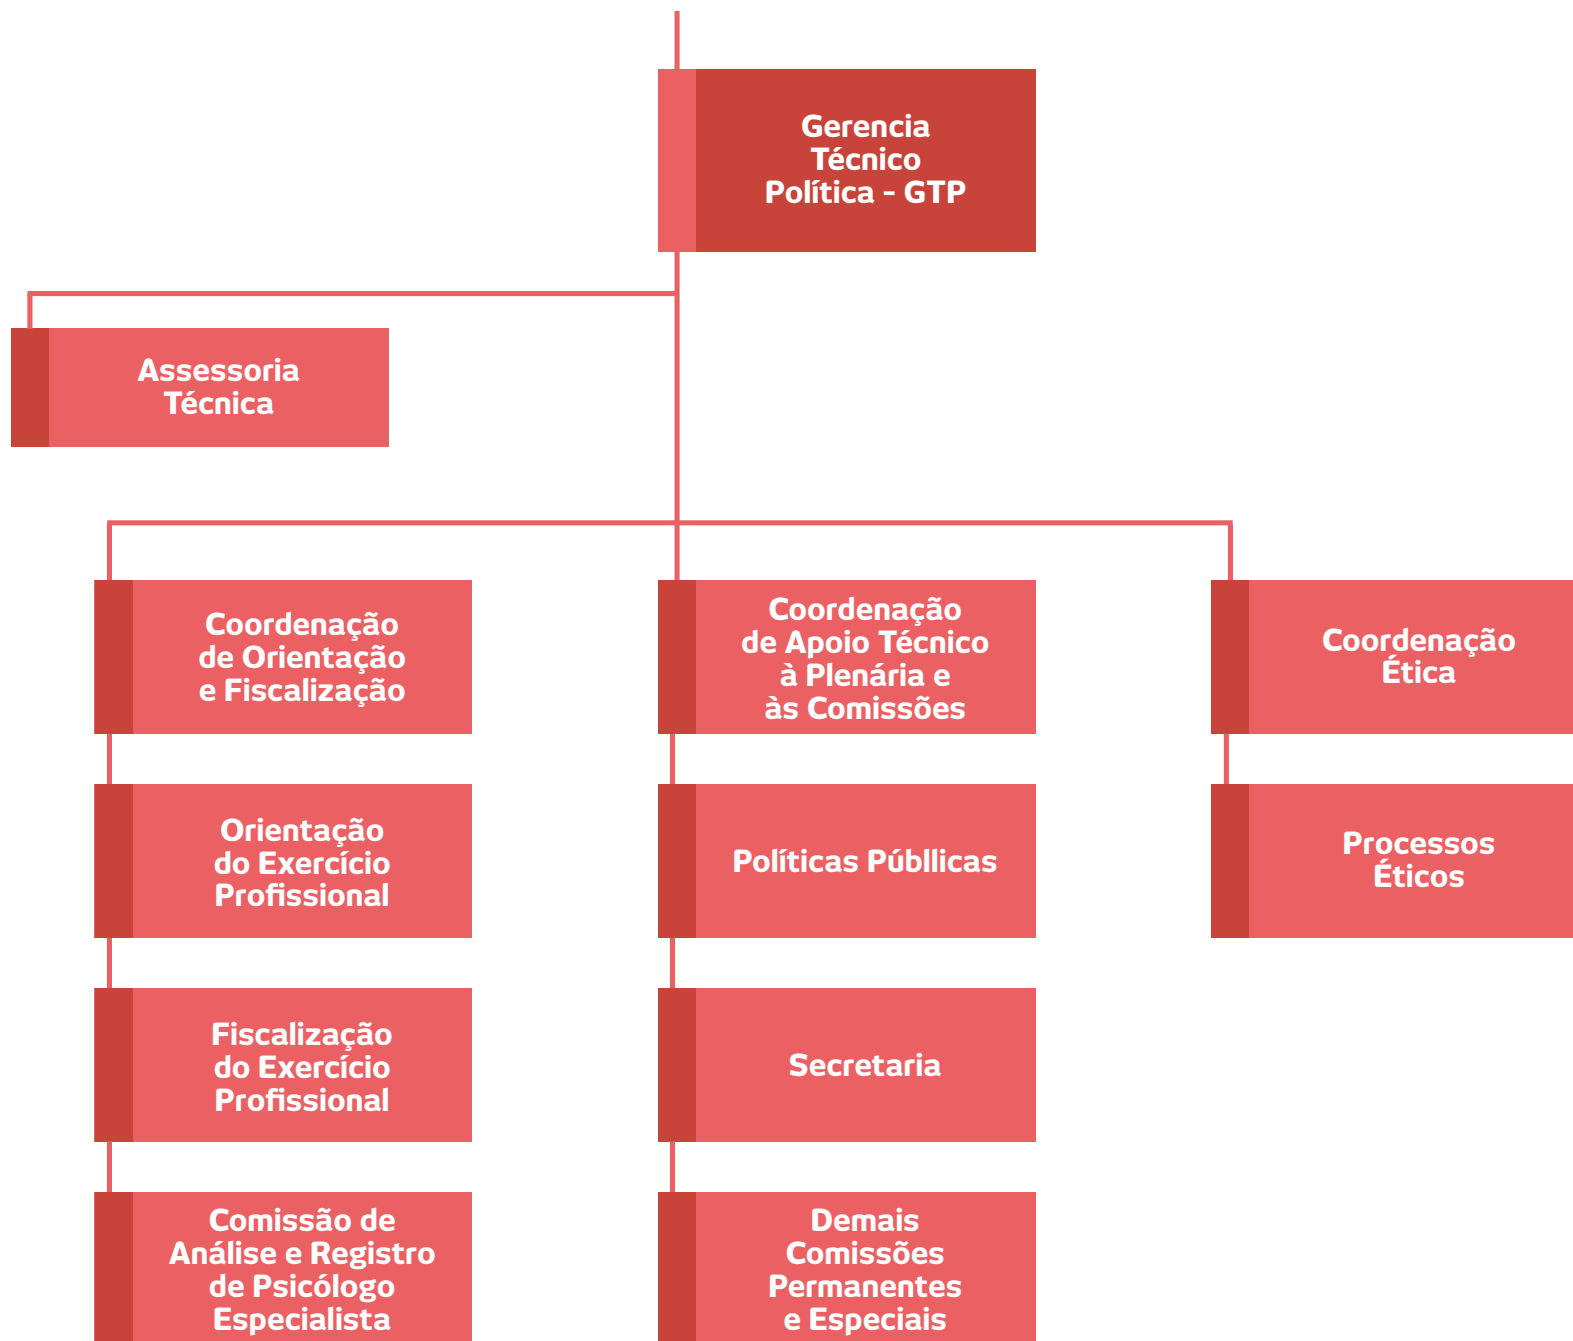 Gerencia
Técnico
Política - GTP
Assessoria
Técnica
Coordenação
de Orientação
e Fiscalização
Coordenação
de Apoio Técnico
à Plenária e
às Comissões
Coordenação
Ética
Orientação
do Exercício
Profissional
Políticas Públlicas
Processos
Éticos
Fiscalização
do Exercício
Profissional
Secretaria
Comissão de
Análise e Registro
de Psicólogo
Especialista
Demais
Comissões
Permanentes
e Especiais